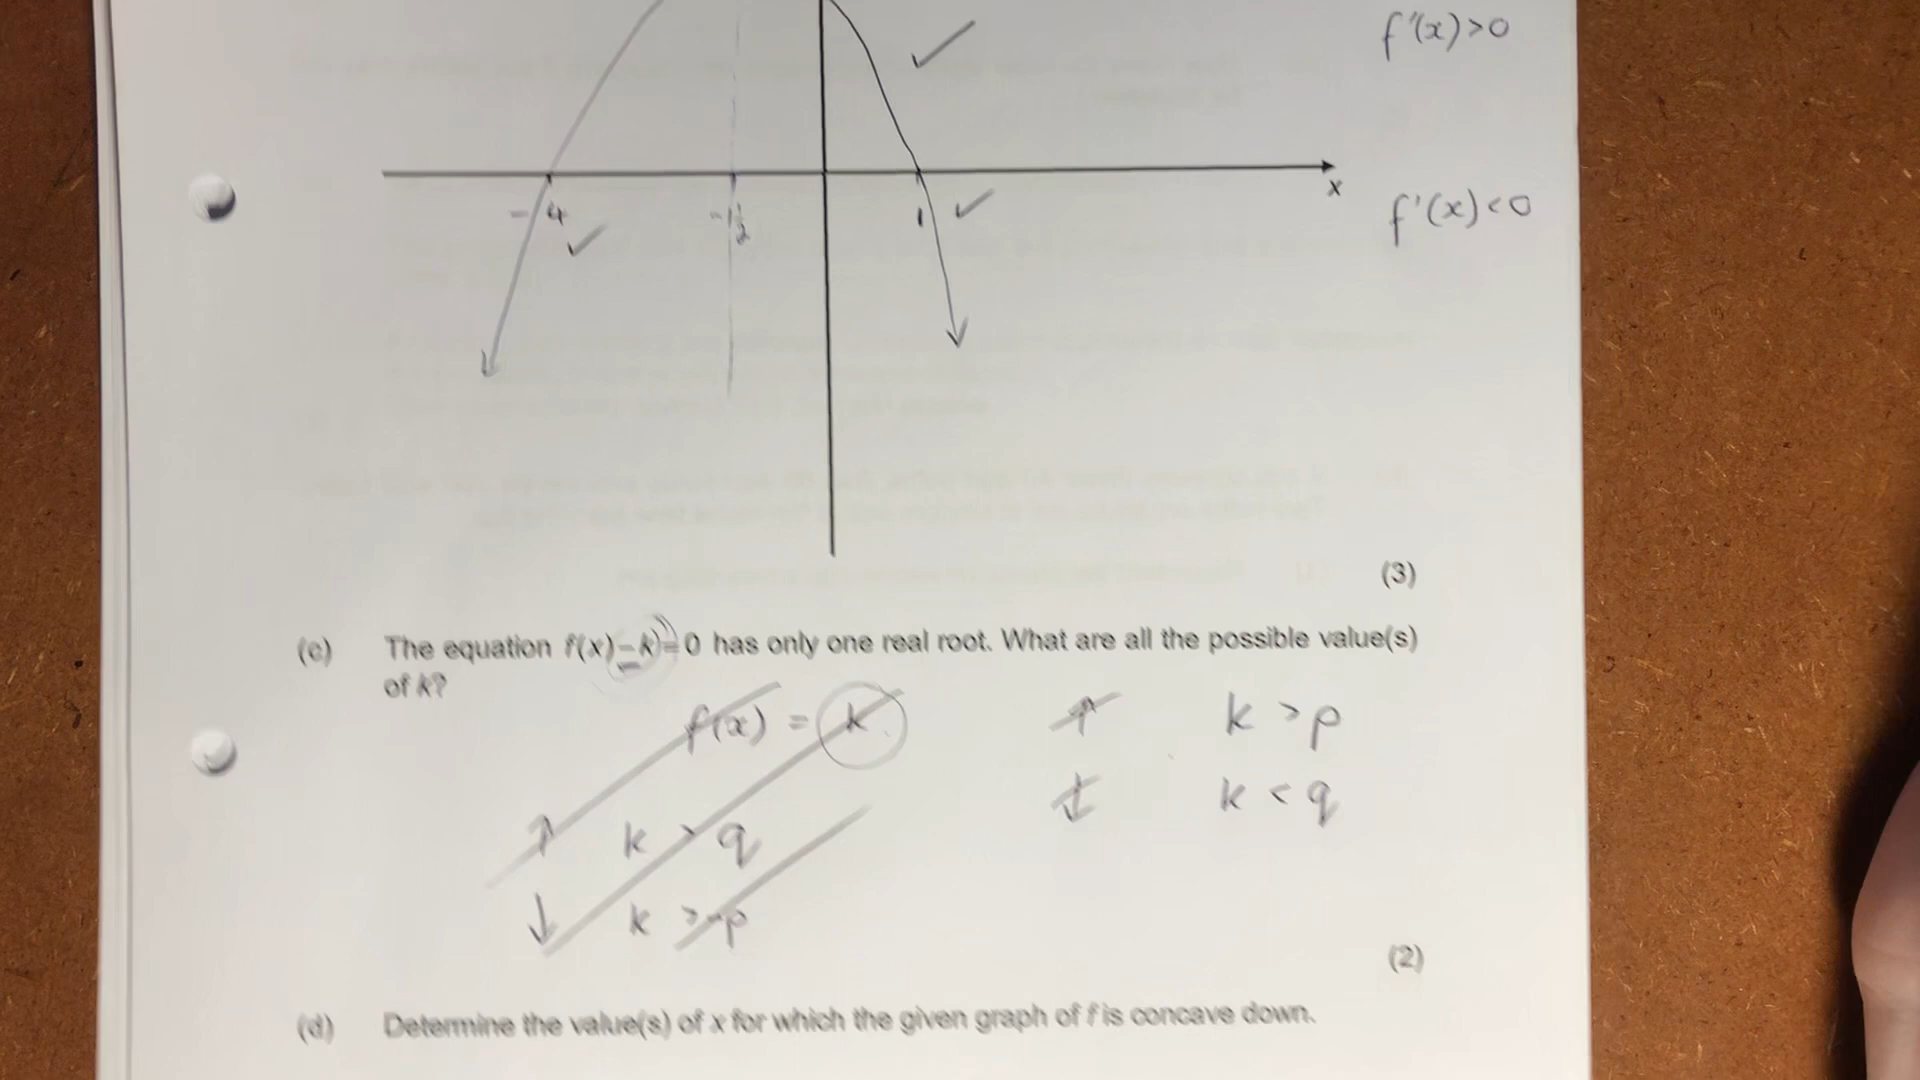 f'(x)>0
x
-4
-1½
1
f'(x)<0
(3)
(c) The equation f(x)-k)=0 has only one real root. What are all the possible value(s)
of k?
f(x) = k
k > p
k < q
k > q
k > -p
(2)
(d) Determine the value(s) of x for which the given graph of f is concave down.